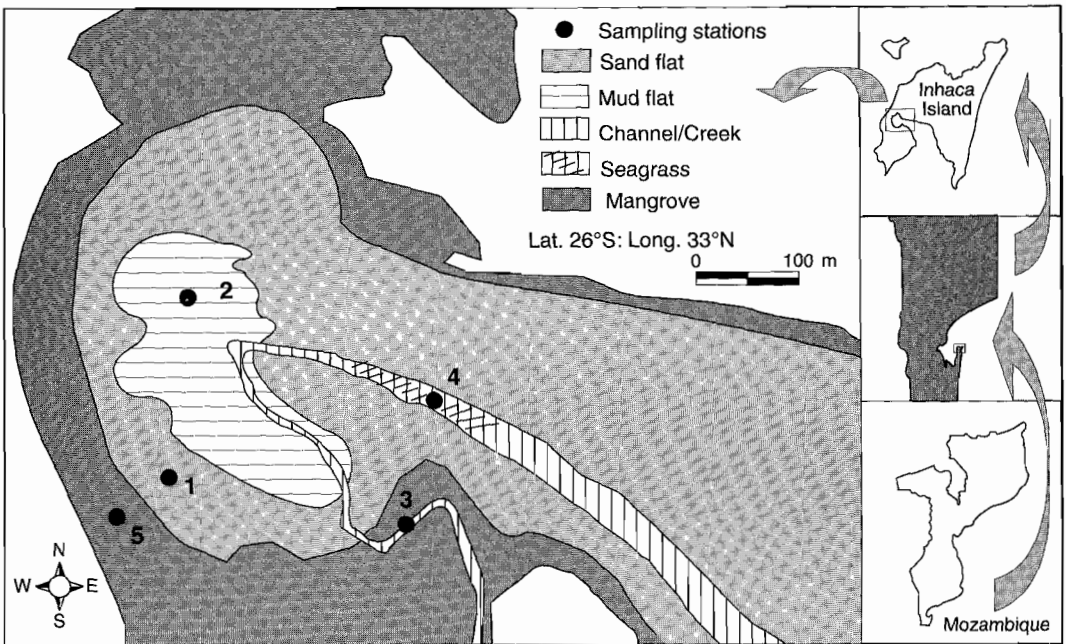 Sampling stations
Sand flat
Mud flat
Channel/Creek
Seagrass
Mangrove
Lat. 26°S: Long. 33°N
0 100 m
2
4
1
3
5
N
W E
S
Inhaca
Island
Mozambique